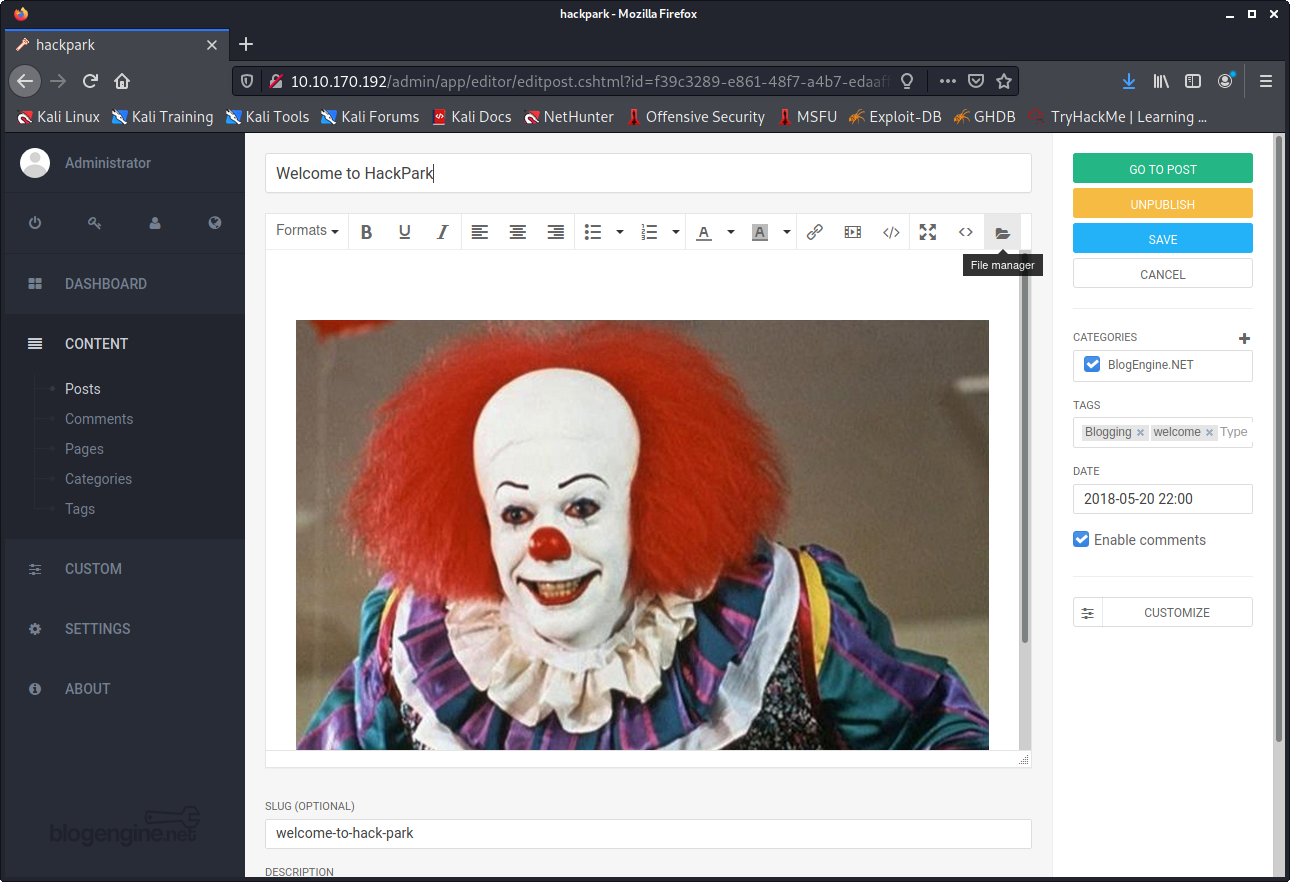 hackpark - Mozilla Firefox
hackpark
10.10.170.192/admin/app/editor/editpost.cshtml?id=f39c3289-e861-48f7-a4b7-edaaf
Kali Linux Kali Training Kali Tools Kali Forums Kali Docs NetHunter Offensive Security MSFU Exploit-DB GHDB TryHackMe | Learning ...
Administrator
DASHBOARD
CONTENT
Posts
Comments
Pages
Categories
Tags
CUSTOM
SETTINGS
ABOUT
blogengine.net
Welcome to HackPark
Formats B U I A A
File manager
SLUG (OPTIONAL)
welcome-to-hack-park
DESCRIPTION
GO TO POST
UNPUBLISH
SAVE
CANCEL
CATEGORIES
BlogEngine.NET
TAGS
Blogging × welcome × Type
DATE
2018-05-20 22:00
Enable comments
CUSTOMIZE